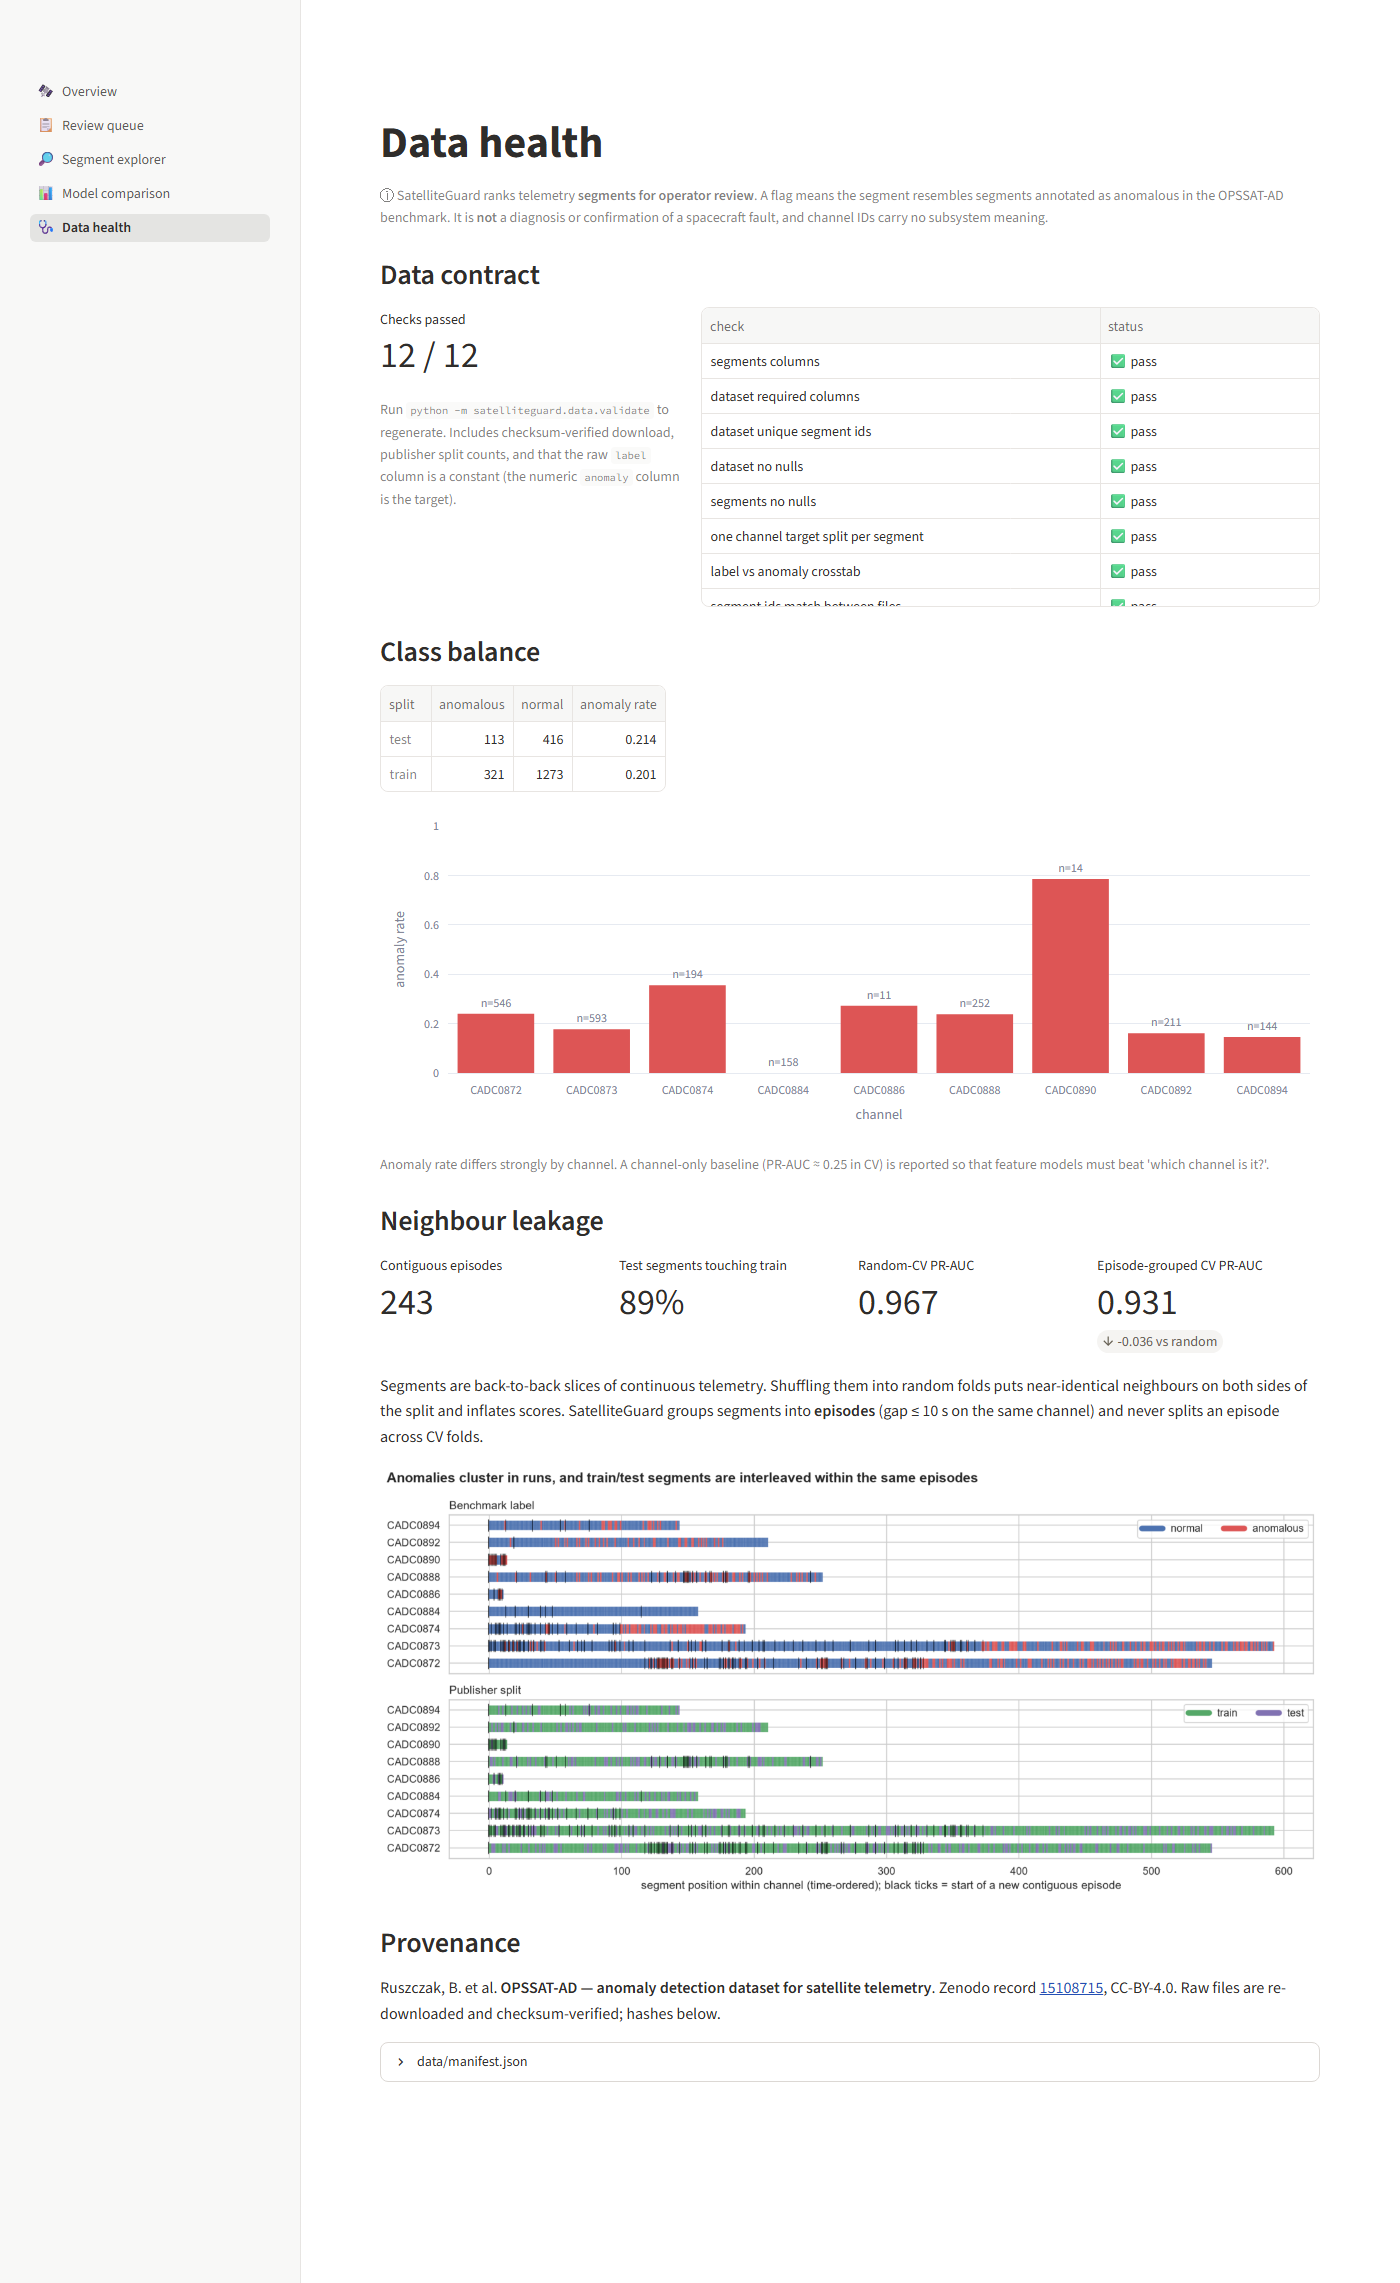 Overview
Review queue
Segment explorer
Model comparison
Data health
Data health
ⓘ SatelliteGuard ranks telemetry segments for operator review. A flag means the segment resembles segments annotated as anomalous in the OPSSAT-AD
benchmark. It is not a diagnosis or confirmation of a spacecraft fault, and channel IDs carry no subsystem meaning.
Data contract
Checks passed
12 / 12
Run python -m satelliteguard.data.validate to
regenerate. Includes checksum-verified download,
publisher split counts, and that the raw label
column is a constant (the numeric anomaly column
is the target).
check status
segments columns ✅ pass
dataset required columns ✅ pass
dataset unique segment ids ✅ pass
dataset no nulls ✅ pass
segments no nulls ✅ pass
one channel target split per segment ✅ pass
label vs anomaly crosstab ✅ pass
segment ids match between files ✅ pass
Class balance
split anomalous normal anomaly rate
test 113 416 0.214
train 321 1273 0.201
1
0.8
0.6
0.4
0.2
0
anomaly rate
n=546
n=593
n=194
n=158
n=11
n=252
n=14
n=211
n=144
CADC0872 CADC0873 CADC0874 CADC0884 CADC0886 CADC0888 CADC0890 CADC0892 CADC0894
channel
Anomaly rate differs strongly by channel. A channel-only baseline (PR-AUC ≈ 0.25 in CV) is reported so that feature models must beat 'which channel is it?'.
Neighbour leakage
Contiguous episodes
243
Test segments touching train
89%
Random-CV PR-AUC
0.967
Episode-grouped CV PR-AUC
0.931
↓ -0.036 vs random
Segments are back-to-back slices of continuous telemetry. Shuffling them into random folds puts near-identical neighbours on both sides of
the split and inflates scores. SatelliteGuard groups segments into episodes (gap ≤ 10 s on the same channel) and never splits an episode
across CV folds.
Anomalies cluster in runs, and train/test segments are interleaved within the same episodes
Benchmark label
normal anomalous
CADC0894
CADC0892
CADC0890
CADC0888
CADC0886
CADC0884
CADC0874
CADC0873
CADC0872
Publisher split
train test
CADC0894
CADC0892
CADC0890
CADC0888
CADC0886
CADC0884
CADC0874
CADC0873
CADC0872
0 100 200 300 400 500 600
segment position within channel (time-ordered); black ticks = start of a new contiguous episode
Provenance
Ruszczak, B. et al. OPSSAT-AD — anomaly detection dataset for satellite telemetry. Zenodo record 15108715, CC-BY-4.0. Raw files are re-
downloaded and checksum-verified; hashes below.
data/manifest.json